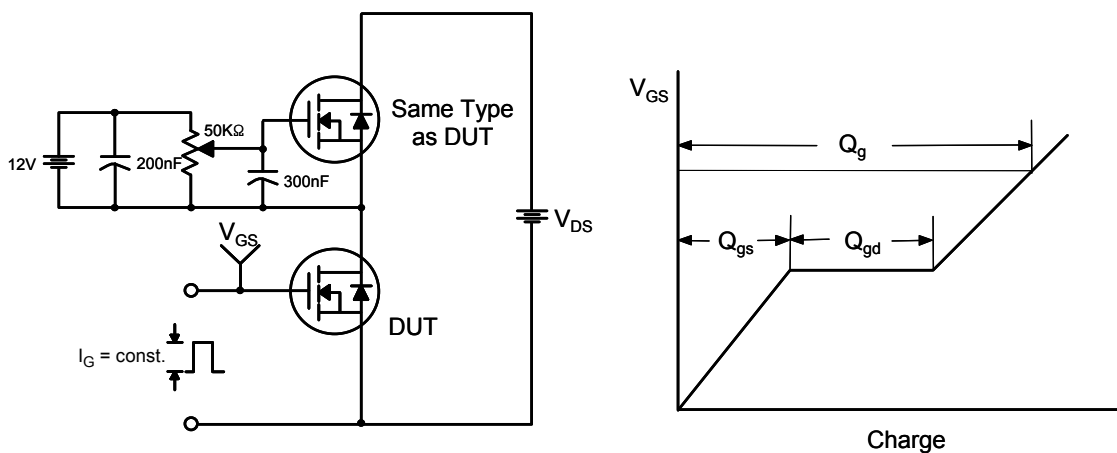 Same Type
as DUT
50KΩ
12V
200nF
300nF
V_GS
V_DS
DUT
I_G = const.
V_GS
Q_g
Q_gs
Q_gd
Charge